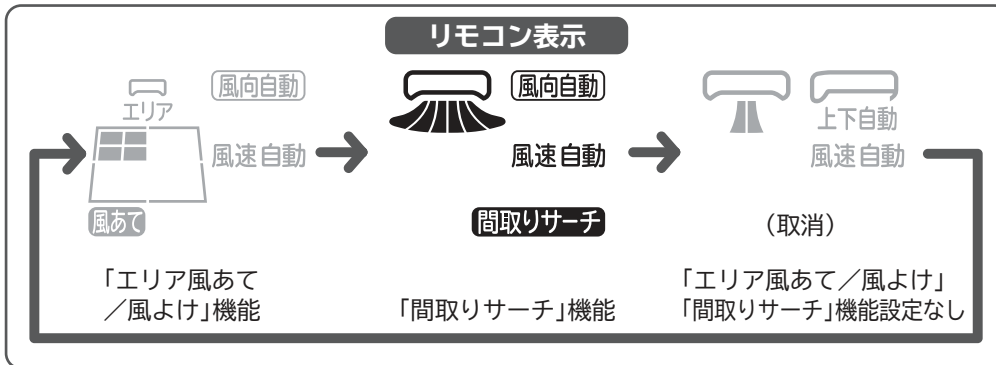 リモコン表示
エリア
風向自動
風速自動
風あて
「エリア風あて
／風よけ」機能
風向自動
風速自動
間取りサーチ
「間取りサーチ」機能
上下自動
風速自動
（取消）
「エリア風あて／風よけ」
「間取りサーチ」機能設定なし